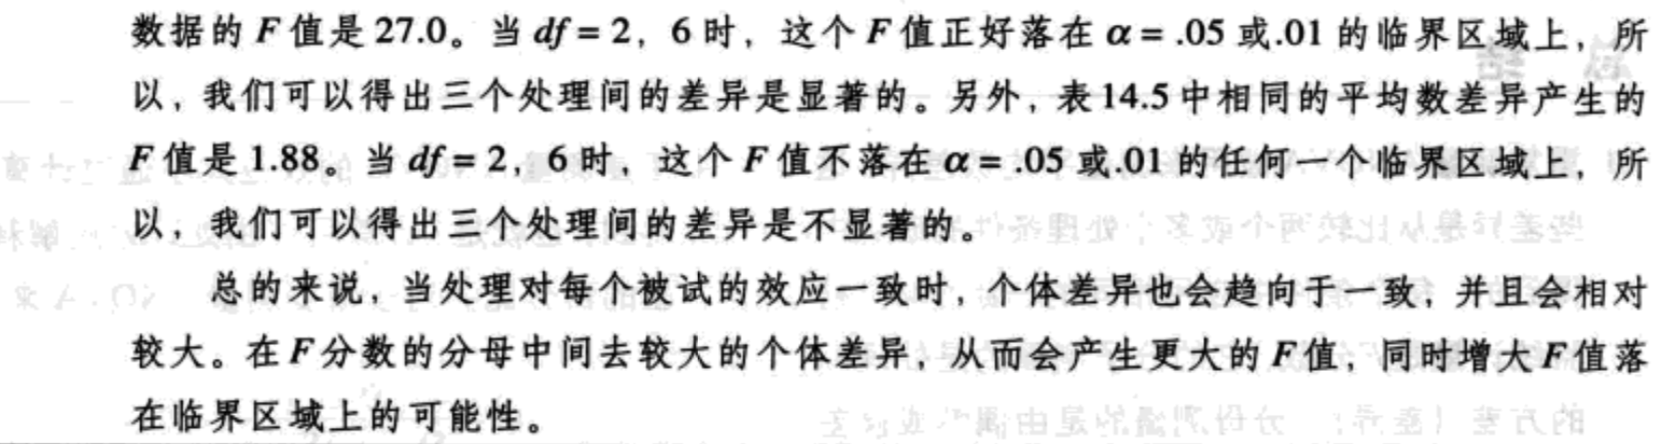 数据的 F 值是 27.0。当 df = 2，6 时，这个 F 值正好落在 α = .05 或.01 的临界区域上，所
以，我们可以得出三个处理间的差异是显著的。另外，表 14.5 中相同的平均数差异产生的
F 值是 1.88。当 df = 2，6 时，这个 F 值不落在 α = .05 或.01 的任何一个临界区域上，所
以，我们可以得出三个处理间的差异是不显著的。
总的来说，当处理对每个被试的效应一致时，个体差异也会趋向于一致，并且会相对
较大。在 F 分数的分母中间去较大的个体差异，从而会产生更大的 F 值，同时增大 F 值落
在临界区域上的可能性。